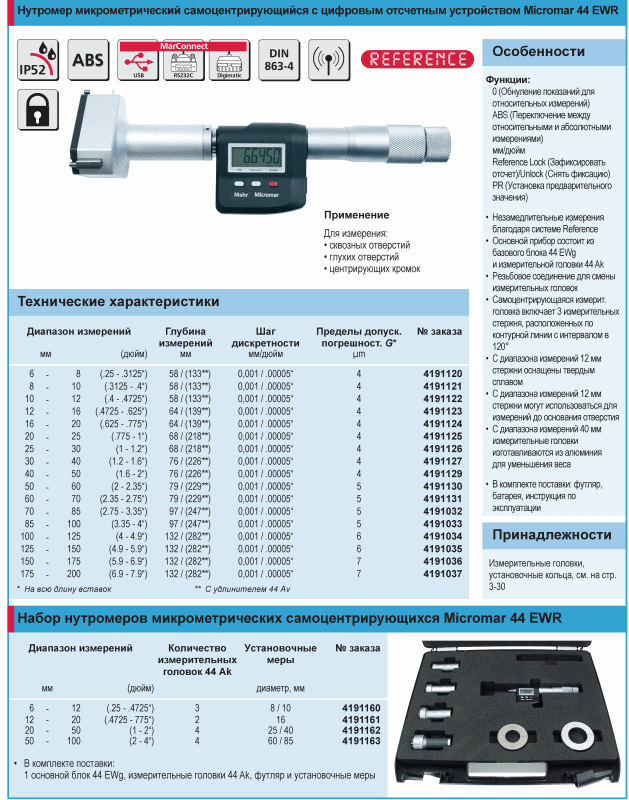 Нутромер микрометрический самоцентрирующийся с цифровым отсчетным устройством Micromar 44 EWR
IP52
ABS
MarConnect
USB
RS232C
Digimatic
DIN
863-4
REFERENCE
66.450
Mahr Micromar
Применение
Для измерения:
• сквозных отверстий
• глухих отверстий
• центрирующих кромок
Особенности
Функции:
0 (Обнуление показаний для
относительных измерений)
ABS (Переключение между
относительными и абсолютными
измерениями)
мм/дюйм
Reference Lock (Зафиксировать
отсчет)/Unlock (Снять фиксацию)
PR (Установка предварительного
значения)
• Незамедлительные измерения
благодаря системе Reference
• Основной прибор состоит из
базового блока 44 EWg
и измерительной головки 44 Ak
• Резьбовое соединение для смены
измерительных головок
• Самоцентрирующаяся измерит.
головка включает 3 измерительных
стержня, расположенных по
контурной линии с интервалом в
120°
• С диапазона измерений 12 мм
стержни оснащены твердым
сплавом
• С диапазона измерений 12 мм
стержни могут использоваться для
измерений до основания отверстия
• С диапазона измерений 40 мм
измерительные головки
изготавливаются из алюминия
для уменьшения веса
• В комплекте поставки: футляр,
батарея, инструкция по
эксплуатации
Принадлежности
Измерительные головки,
установочные кольца, см. на стр.
3-30
Технические характеристики
Диапазон измерений Глубина Шаг Пределы допуск. № заказа
измерений дискретности погрешност. G*
мм (дюйм) мм мм/дюйм µm
6 - 8 (.25 - .3125“) 58 / (133**) 0,001 / .00005“ 4 4191120
8 - 10 (.3125 - .4“) 58 / (133**) 0,001 / .00005“ 4 4191121
10 - 12 (.4 - .4725“) 58 / (133**) 0,001 / .00005“ 4 4191122
12 - 16 (.4725 - .625“) 64 / (139**) 0,001 / .00005“ 4 4191123
16 - 20 (.625 - .775“) 64 / (139**) 0,001 / .00005“ 4 4191124
20 - 25 (.775 - 1“) 68 / (218**) 0,001 / .00005“ 4 4191125
25 - 30 (1 - 1.2“) 68 / (218**) 0,001 / .00005“ 4 4191126
30 - 40 (1.2 - 1.6“) 76 / (226**) 0,001 / .00005“ 4 4191127
40 - 50 (1.6 - 2“) 76 / (226**) 0,001 / .00005“ 4 4191129
50 - 60 (2 - 2.35“) 79 / (229**) 0,001 / .00005“ 5 4191130
60 - 70 (2.35 - 2.75“) 79 / (229**) 0,001 / .00005“ 5 4191131
70 - 85 (2.75 - 3.35“) 97 / (247**) 0,001 / .00005“ 5 4191032
85 - 100 (3.35 - 4“) 97 / (247**) 0,001 / .00005“ 5 4191033
100 - 125 (4 - 4.9“) 132 / (282**) 0,001 / .00005“ 6 4191034
125 - 150 (4.9 - 5.9“) 132 / (282**) 0,001 / .00005“ 6 4191035
150 - 175 (5.9 - 6.9“) 132 / (282**) 0,001 / .00005“ 7 4191036
175 - 200 (6.9 - 7.9“) 132 / (282**) 0,001 / .00005“ 7 4191037
* На всю длину вставок ** С удлинителем 44 Av
Набор нутромеров микрометрических самоцентрирующихся Micromar 44 EWR
Диапазон измерений Количество Установочные № заказа
измерительных меры
головок 44 Ak
мм (дюйм) диаметр, мм
6 - 12 (.25 - .4725“) 3 8 / 10 4191160
12 - 20 (.4725 - 775“) 2 16 4191161
20 - 50 (1 - 2“) 4 25 / 40 4191162
50 - 100 (2 - 4“) 4 60 / 85 4191163
• В комплекте поставки:
1 основной блок 44 EWg, измерительные головки 44 Ak, футляр и установочные меры